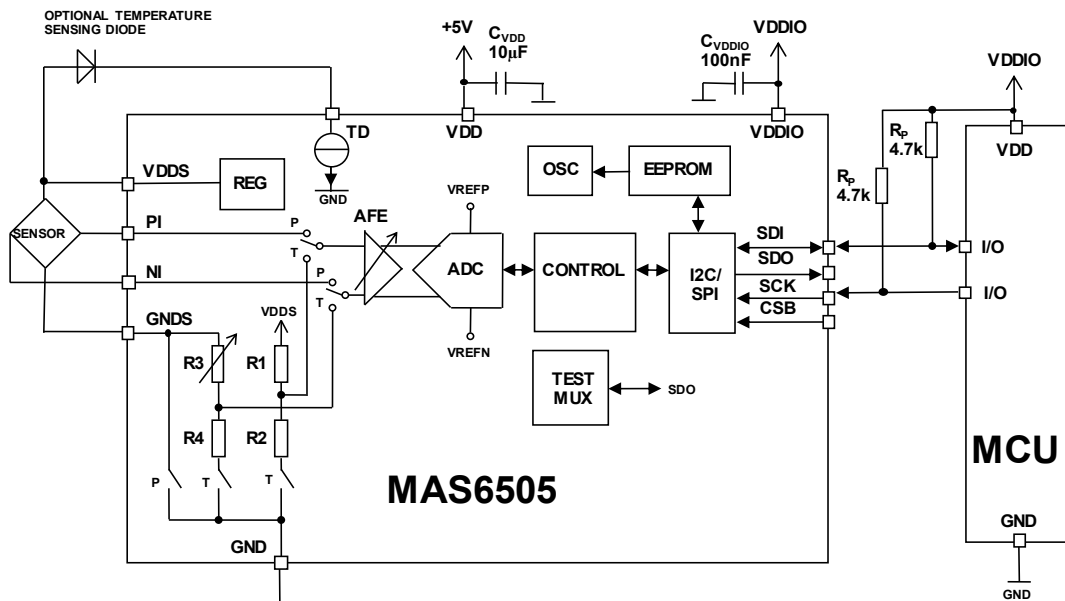 OPTIONAL TEMPERATURE
SENSING DIODE
+5V
CVDD
10µF
CVDDIO
100nF
VDDIO
VDDIO
TD
VDD
VDDIO
RP
4.7k
VDD
RP
4.7k
VDDS
REG
GND
OSC
EEPROM
VREFP
PI
P
AFE
SENSOR
T
SDI
I/O
ADC
CONTROL
I2C/
SPI
SDO
NI
P
T
SCK
I/O
CSB
GNDS
VDDS
VREFN
R3
R1
TEST
MUX
SDO
R4
R2
MCU
P
T
T
MAS6505
GND
GND
GND